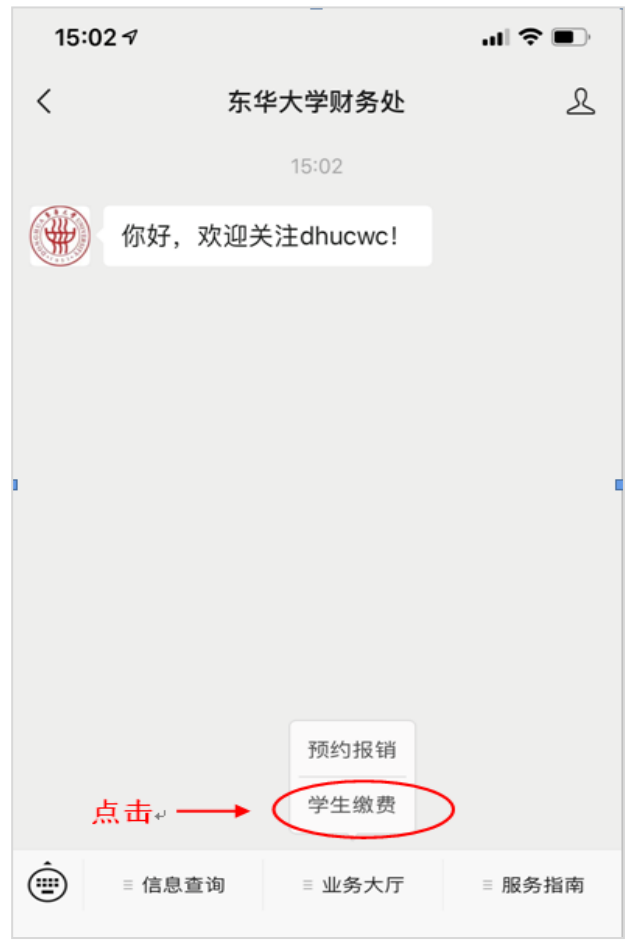 15:02
东华大学财务处
15:02
你好，欢迎关注dhucwc！
预约报销
学生缴费
点击
信息查询
业务大厅
服务指南